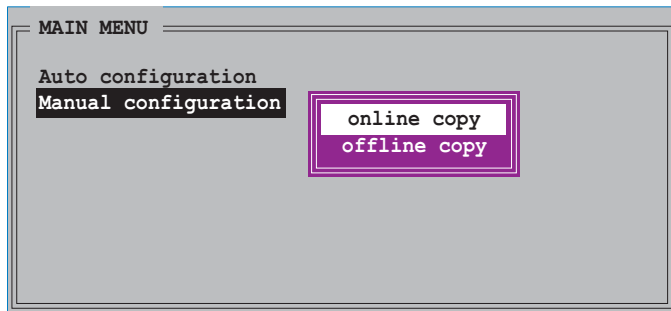 MAIN MENU
Auto configuration
Manual configuration
online copy
offline copy